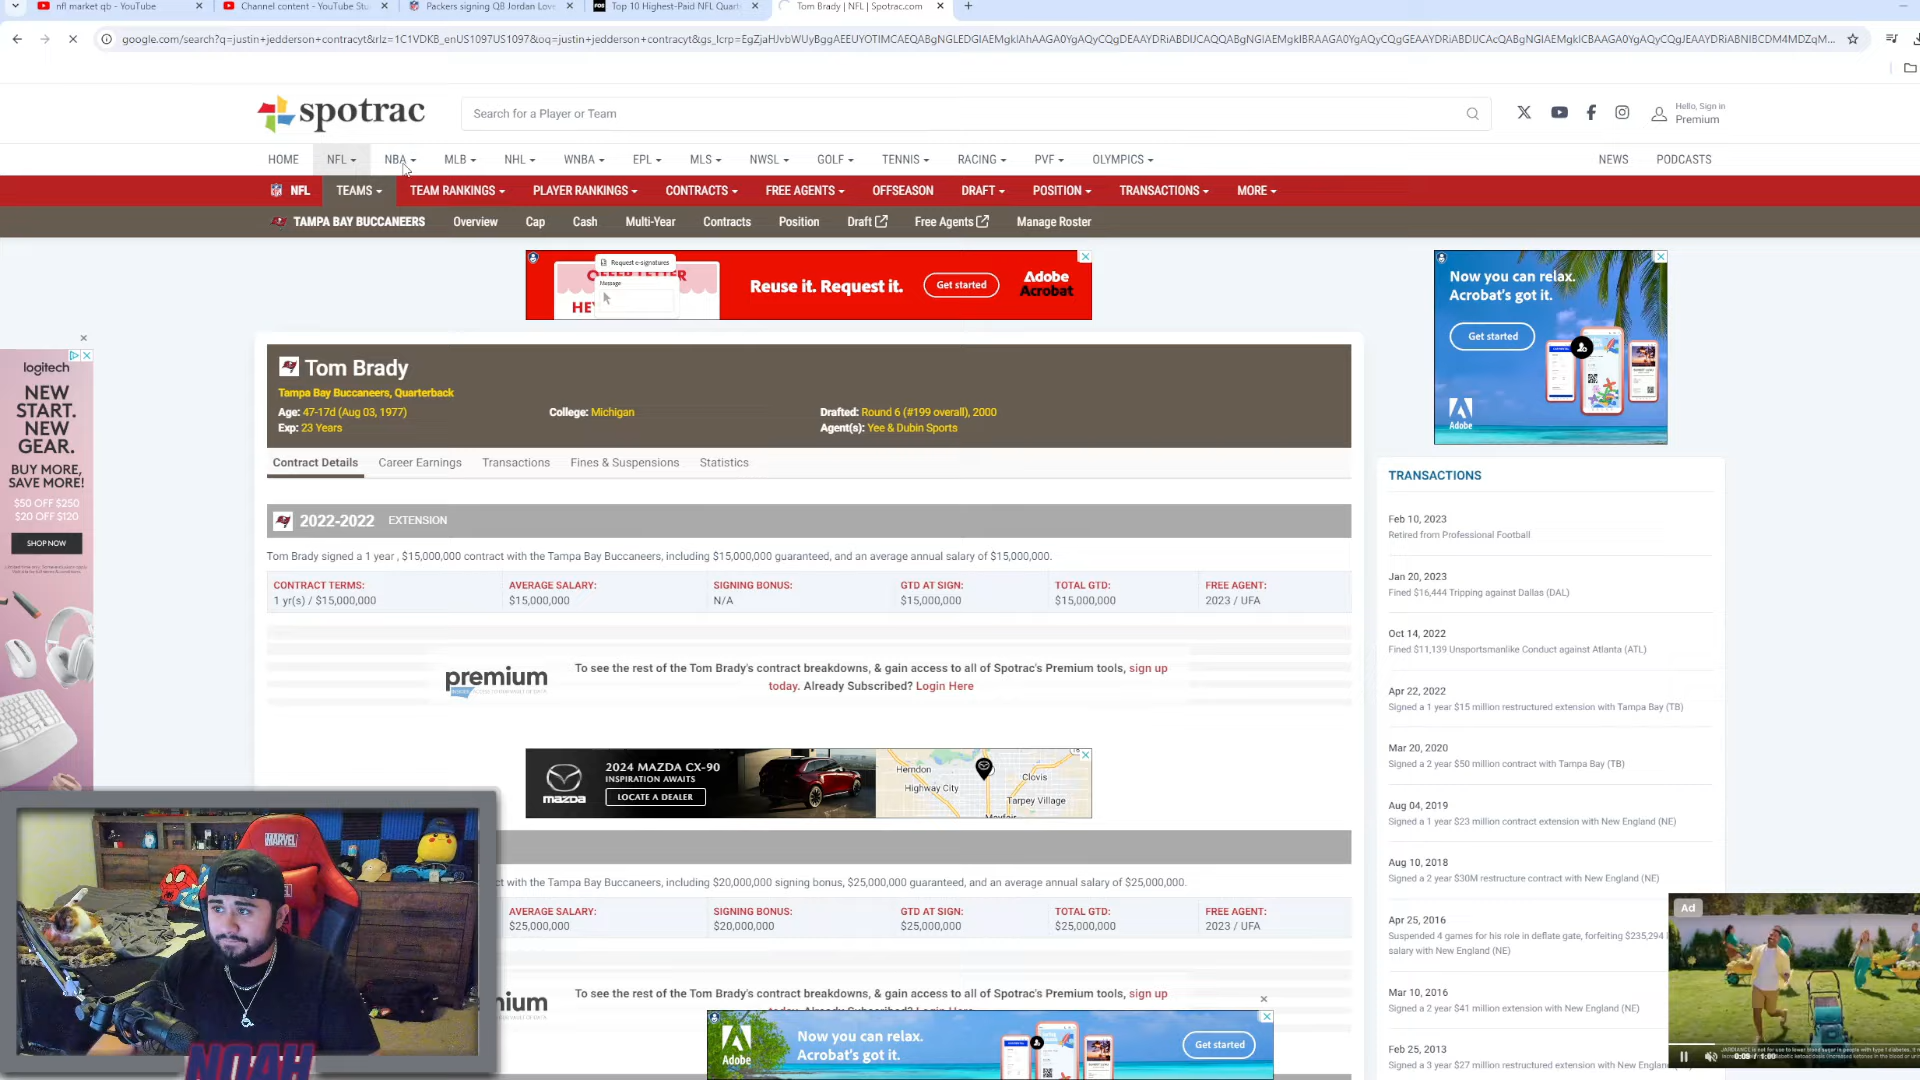 nfl market qb - YouTube
Channel content - YouTube Stu
Packers signing QB Jordan Love
Top 10 Highest-Paid NFL Quart
Tom Brady | NFL | Spotrac.com
spotrac
Search for a Player or Team
Hello, Sign in
Premium
HOME NFL NBA MLB NHL WNBA EPL MLS NWSL GOLF TENNIS RACING PVF OLYMPICS NEWS PODCASTS
NFL TEAMS TEAM RANKINGS PLAYER RANKINGS CONTRACTS FREE AGENTS OFFSEASON DRAFT POSITION TRANSACTIONS MORE
TAMPA BAY BUCCANEERS Overview Cap Cash Multi-Year Contracts Position Draft Free Agents Manage Roster
Request e-signatures
Message
Reuse it. Request it.
Get started
Adobe
Acrobat
Now you can relax.
Acrobat's got it.
Get started
Adobe
logitech
NEW
START.
NEW
GEAR.
BUY MORE,
SAVE MORE!
$50 OFF $250
$20 OFF $120
SHOP NOW
Tom Brady
Tampa Bay Buccaneers, Quarterback
Age: 47-17d (Aug 03, 1977) College: Michigan Drafted: Round 6 (#199 overall), 2000
Exp: 23 Years Agent(s): Yee & Dubin Sports
Contract Details Career Earnings Transactions Fines & Suspensions Statistics
2022-2022 EXTENSION
Tom Brady signed a 1 year , $15,000,000 contract with the Tampa Bay Buccaneers, including $15,000,000 guaranteed, and an average annual salary of $15,000,000.
CONTRACT TERMS: AVERAGE SALARY: SIGNING BONUS: GTD AT SIGN: TOTAL GTD: FREE AGENT:
1 yr(s) / $15,000,000 $15,000,000 N/A $15,000,000 $15,000,000 2023 / UFA
premium
To see the rest of the Tom Brady's contract breakdowns, & gain access to all of Spotrac's Premium tools, sign up
today. Already Subscribed? Login Here
mazda
2024 MAZDA CX-90
INSPIRATION AWAITS
LOCATE A DEALER
Herndon
Clovis
Highway City
Tarpey Village
ct with the Tampa Bay Buccaneers, including $20,000,000 signing bonus, $25,000,000 guaranteed, and an average annual salary of $25,000,000.
AVERAGE SALARY: SIGNING BONUS: GTD AT SIGN: TOTAL GTD: FREE AGENT:
$25,000,000 $20,000,000 $25,000,000 $25,000,000 2023 / UFA
To see the rest of the Tom Brady's contract breakdowns, & gain access to all of Spotrac's Premium tools, sign up
Adobe
Now you can relax.
Acrobat's got it.
Get started
TRANSACTIONS
Feb 10, 2023
Retired from Professional Football
Jan 20, 2023
Fined $16,444 Tripping against Dallas (DAL)
Oct 14, 2022
Fined $11,139 Unsportsmanlike Conduct against Atlanta (ATL)
Apr 22, 2022
Signed a 1 year $15 million restructured extension with Tampa Bay (TB)
Mar 20, 2020
Signed a 2 year $50 million contract with Tampa Bay (TB)
Aug 04, 2019
Signed a 1 year $23 million contract extension with New England (NE)
Aug 10, 2018
Signed a 2 year $30M restructure contract with New England (NE)
Apr 25, 2016
Suspended 4 games for his role in deflate gate, forfeiting $235,294
salary with New England (NE)
Mar 10, 2016
Signed a 2 year $41 million extension with New England (NE)
Feb 25, 2013
Signed a 3 year $27 million restructured extension with New England
Ad
MARVEL
NOAH